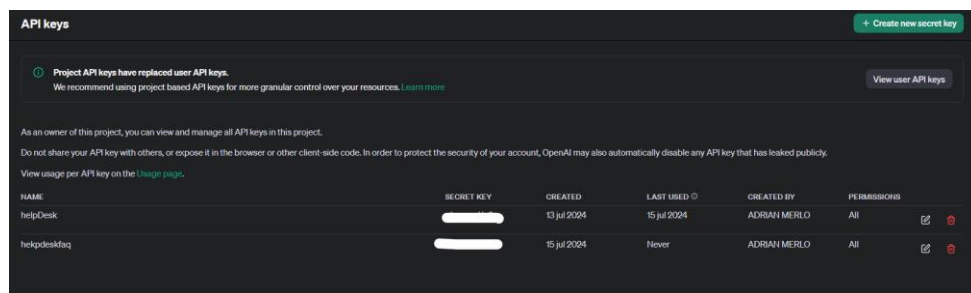 API keys
+ Create new secret key
Project API keys have replaced user API keys.
We recommend using project based API keys for more granular control over your resources. Learn more
View user API keys
As an owner of this project, you can view and manage all API keys in this project.
Do not share your API key with others, or expose it in the browser or other client-side code. In order to protect the security of your account, OpenAI may also automatically disable any API key that has leaked publicly.
View usage per API key on the Usage page.
NAME SECRET KEY CREATED LAST USED CREATED BY PERMISSIONS
helpDesk 13 jul 2024 15 jul 2024 ADRIAN MERLO All
hekpdeskfaq 15 jul 2024 Never ADRIAN MERLO All